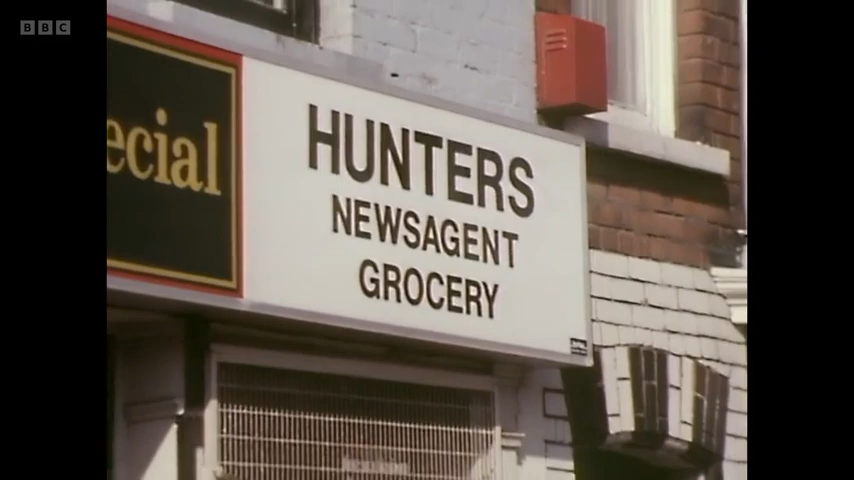 BBC
ecial
HUNTERS
NEWSAGENT
GROCERY